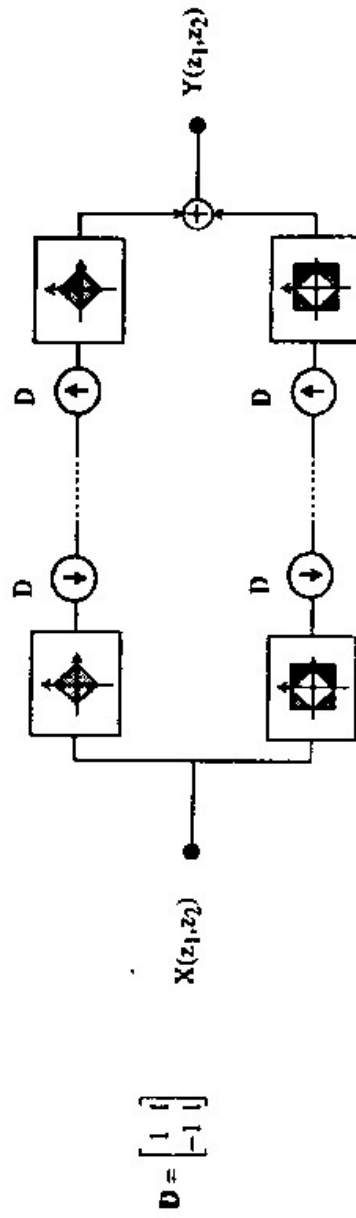 D = [ 1 1
-1 1 ]
X(z1,z2)
D
D
D
D
+
Y(z1,z2)